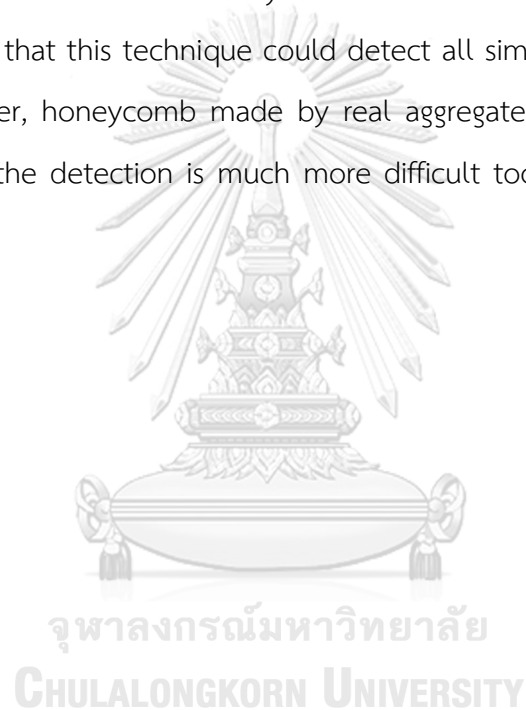 that this technique could detect all sim
er, honeycomb made by real aggregate
the detection is much more difficult too
จุฬาลงกรณ์มหาวิทยาลัย
CHULALONGKORN UNIVERSITY